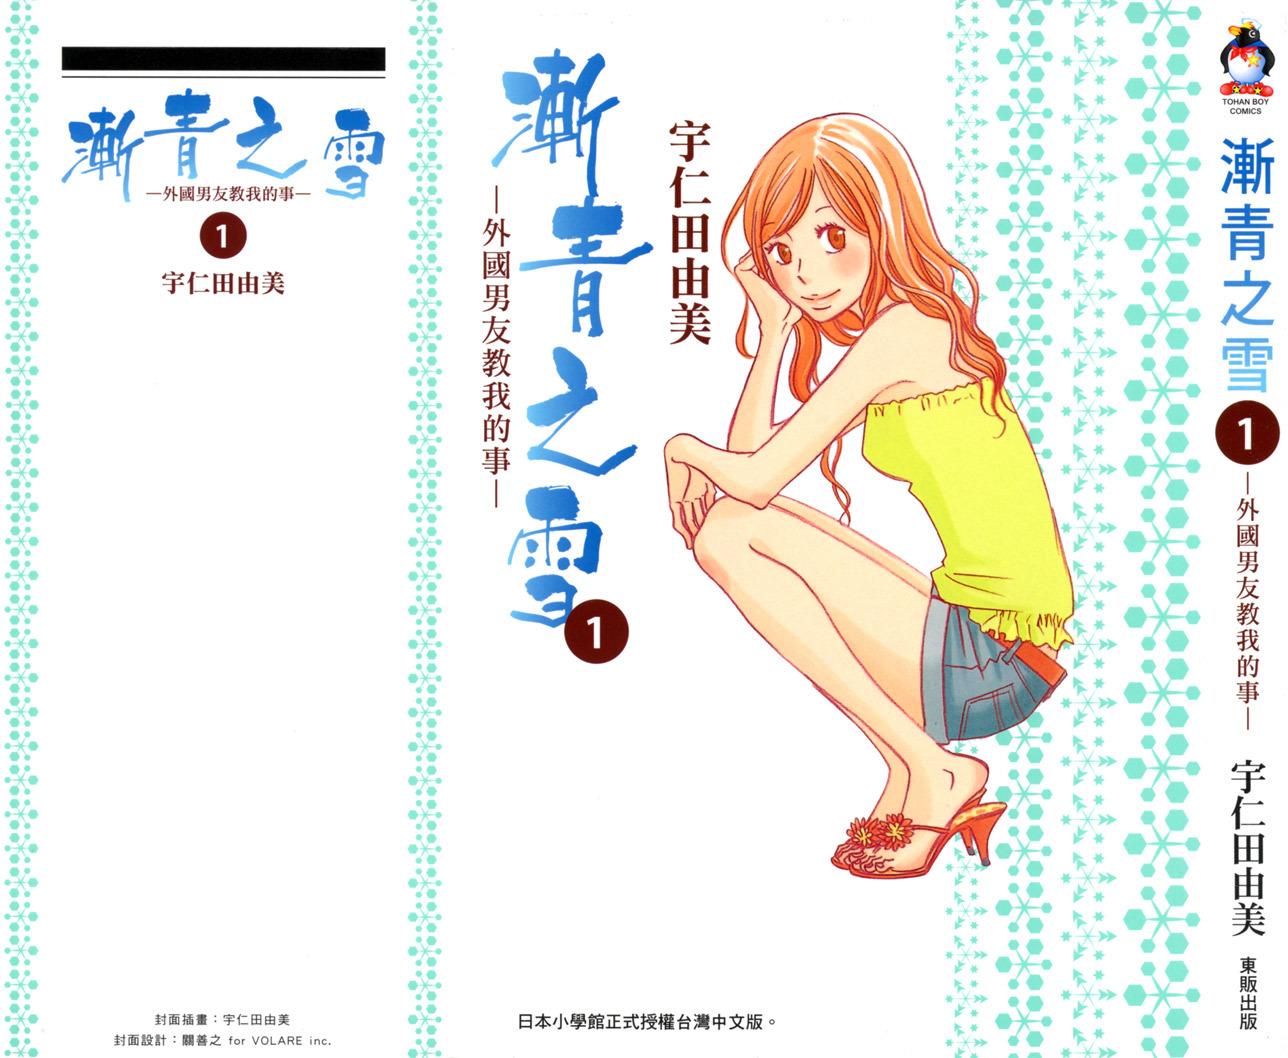 漸青之雪
—外國男友教我的事—
1
宇仁田由美
封面插畫：宇仁田由美
封面設計：關善之 for VOLARE inc.
漸青之雪
—外國男友教我的事—
1
宇仁田由美
日本小學館正式授權台灣中文版。
TOHAN BOY
COMICS
漸青之雪
1
—外國男友教我的事—
宇仁田由美
東販出版